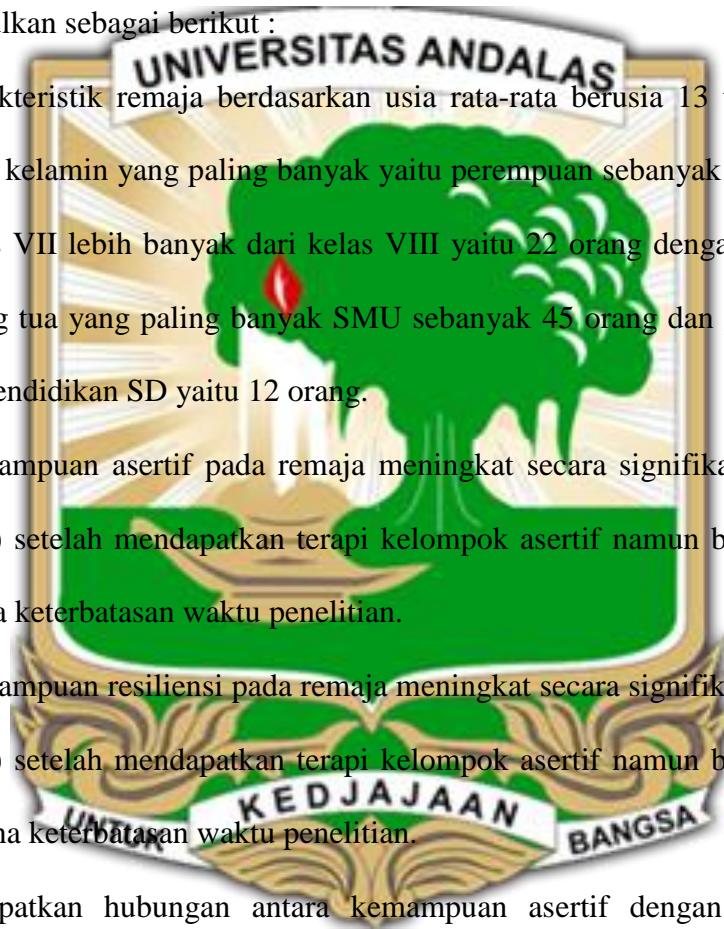 ulkan sebagai berikut :
UNIVERSITAS ANDALAS
kteristik remaja berdasarkan usia rata-rata berusia 13
kelamin yang paling banyak yaitu perempuan sebanyak
VII lebih banyak dari kelas VIII yaitu 22 orang denga
g tua yang paling banyak SMU sebanyak 45 orang dan
endidikan SD yaitu 12 orang.
ampuan asertif pada remaja meningkat secara signifika
) setelah mendapatkan terapi kelompok asertif namun b
a keterbatasan waktu penelitian.
ampuan resiliensi pada remaja meningkat secara signifik
) setelah mendapatkan terapi kelompok asertif namun b
na keterbatasan waktu penelitian.
UNTUK KEDJAJAAN BANGSA
patkan hubungan antara kemampuan asertif dengan